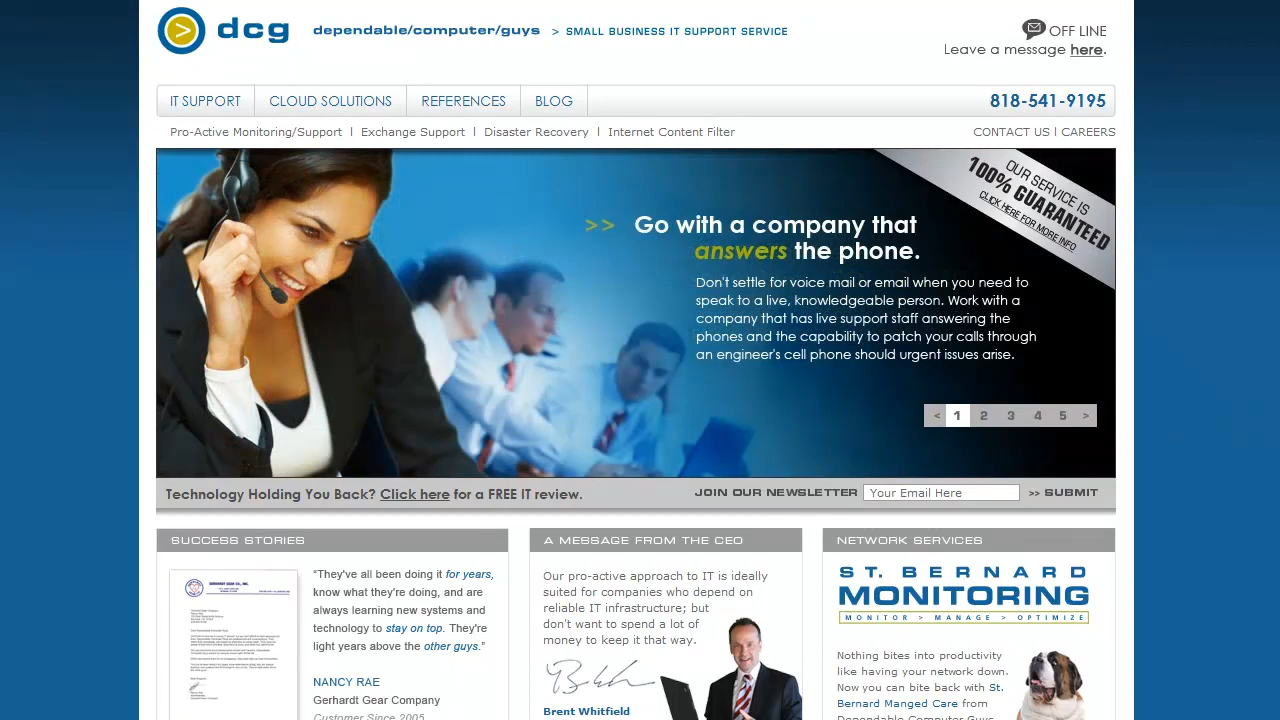 dcg dependable/computer/guys > SMALL BUSINESS IT SUPPORT SERVICE
OFF LINE
Leave a message here.
IT SUPPORT CLOUD SOLUTIONS REFERENCES BLOG 818-541-9195
Pro-Active Monitoring/Support | Exchange Support | Disaster Recovery | Internet Content Filter CONTACT US | CAREERS
OUR SERVICE IS
100% GUARANTEED
CLICK HERE FOR MORE INFO
>> Go with a company that
answers the phone.
Don't settle for voice mail or email when you need to
speak to a live, knowledgeable person. Work with a
company that has live support staff answering the
phones and the capability to patch your calls through
an engineer's cell phone should urgent issues arise.
< 1 2 3 4 5 >
Technology Holding You Back? Click here for a FREE IT review.
JOIN OUR NEWSLETTER Your Email Here >> SUBMIT
SUCCESS STORIES
GERHARDT GEAR CO., INC.
"They've all been doing it for years,
know what they're doing, and are
always learning new systems and
technology to stay on top. They're
light years above the other guys."
NANCY RAE
Gerhardt Gear Company
Customer Since 2005
A MESSAGE FROM THE CEO
Our pro-active approach to IT is ideally
suited for companies who depend on
reliable IT infrastructure, but
don't want to spend a lot of
keeping it that way.
Brent Whitfield
NETWORK SERVICES
ST. BERNARD
MONITORING
MONITOR > MANAGE > OPTIMIZE
Nothing bites into productivity
like having your network down.
Now you can bite back with St.
Bernard Manged Care from
Dependable Computer Guys.